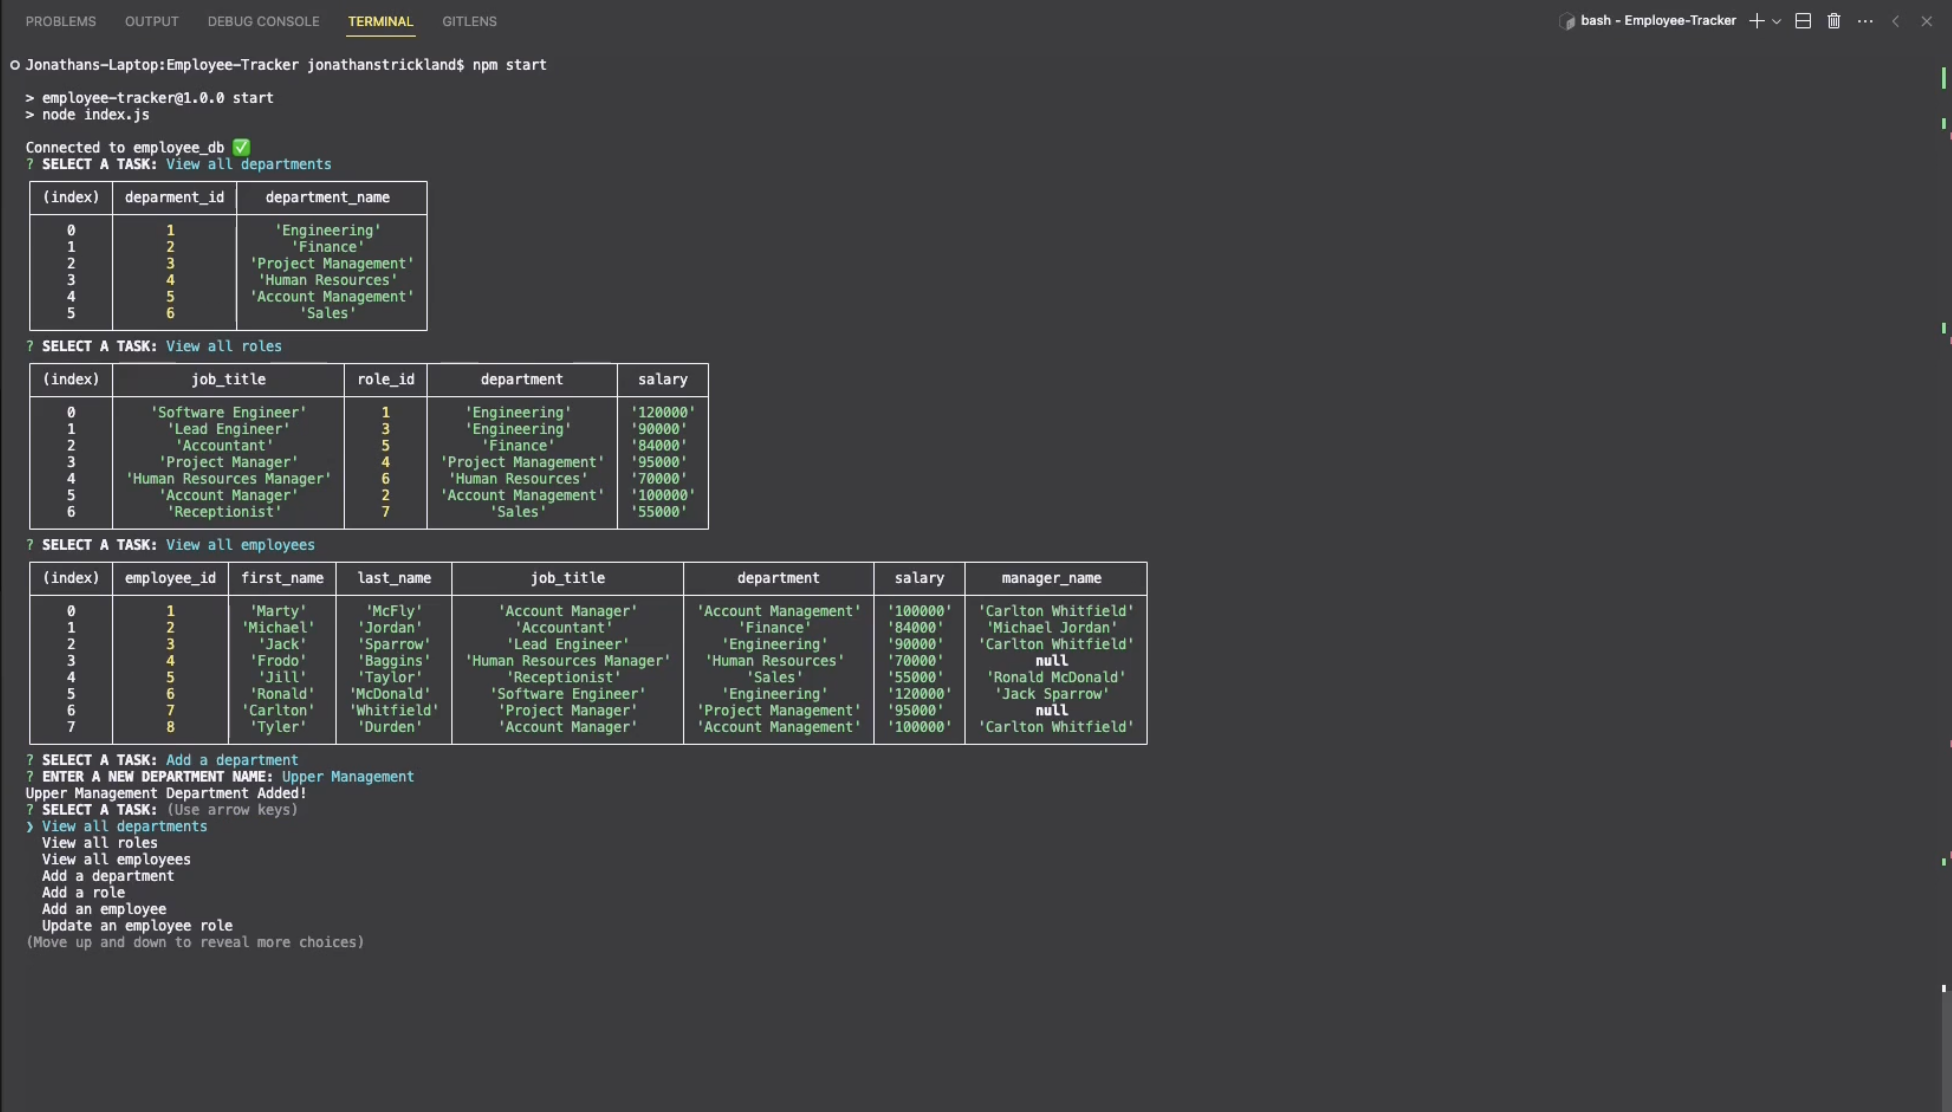 PROBLEMS OUTPUT DEBUG CONSOLE TERMINAL GITLENS bash - Employee-Tracker
Jonathans-Laptop:Employee-Tracker jonathanstrickland$ npm start
> employee-tracker@1.0.0 start
> node index.js
Connected to employee_db ✅
? SELECT A TASK: View all departments
(index) deparment_id department_name
0 1 'Engineering'
1 2 'Finance'
2 3 'Project Management'
3 4 'Human Resources'
4 5 'Account Management'
5 6 'Sales'
? SELECT A TASK: View all roles
(index) job_title role_id department salary
0 'Software Engineer' 1 'Engineering' '120000'
1 'Lead Engineer' 3 'Engineering' '90000'
2 'Accountant' 5 'Finance' '84000'
3 'Project Manager' 4 'Project Management' '95000'
4 'Human Resources Manager' 6 'Human Resources' '70000'
5 'Account Manager' 2 'Account Management' '100000'
6 'Receptionist' 7 'Sales' '55000'
? SELECT A TASK: View all employees
(index) employee_id first_name last_name job_title department salary manager_name
0 1 'Marty' 'McFly' 'Account Manager' 'Account Management' '100000' 'Carlton Whitfield'
1 2 'Michael' 'Jordan' 'Accountant' 'Finance' '84000' 'Michael Jordan'
2 3 'Jack' 'Sparrow' 'Lead Engineer' 'Engineering' '90000' 'Carlton Whitfield'
3 4 'Frodo' 'Baggins' 'Human Resources Manager' 'Human Resources' '70000' null
4 5 'Jill' 'Taylor' 'Receptionist' 'Sales' '55000' 'Ronald McDonald'
5 6 'Ronald' 'McDonald' 'Software Engineer' 'Engineering' '120000' 'Jack Sparrow'
6 7 'Carlton' 'Whitfield' 'Project Manager' 'Project Management' '95000' null
7 8 'Tyler' 'Durden' 'Account Manager' 'Account Management' '100000' 'Carlton Whitfield'
? SELECT A TASK: Add a department
? ENTER A NEW DEPARTMENT NAME: Upper Management
Upper Management Department Added!
? SELECT A TASK: (Use arrow keys)
❯ View all departments
View all roles
View all employees
Add a department
Add a role
Add an employee
Update an employee role
(Move up and down to reveal more choices)